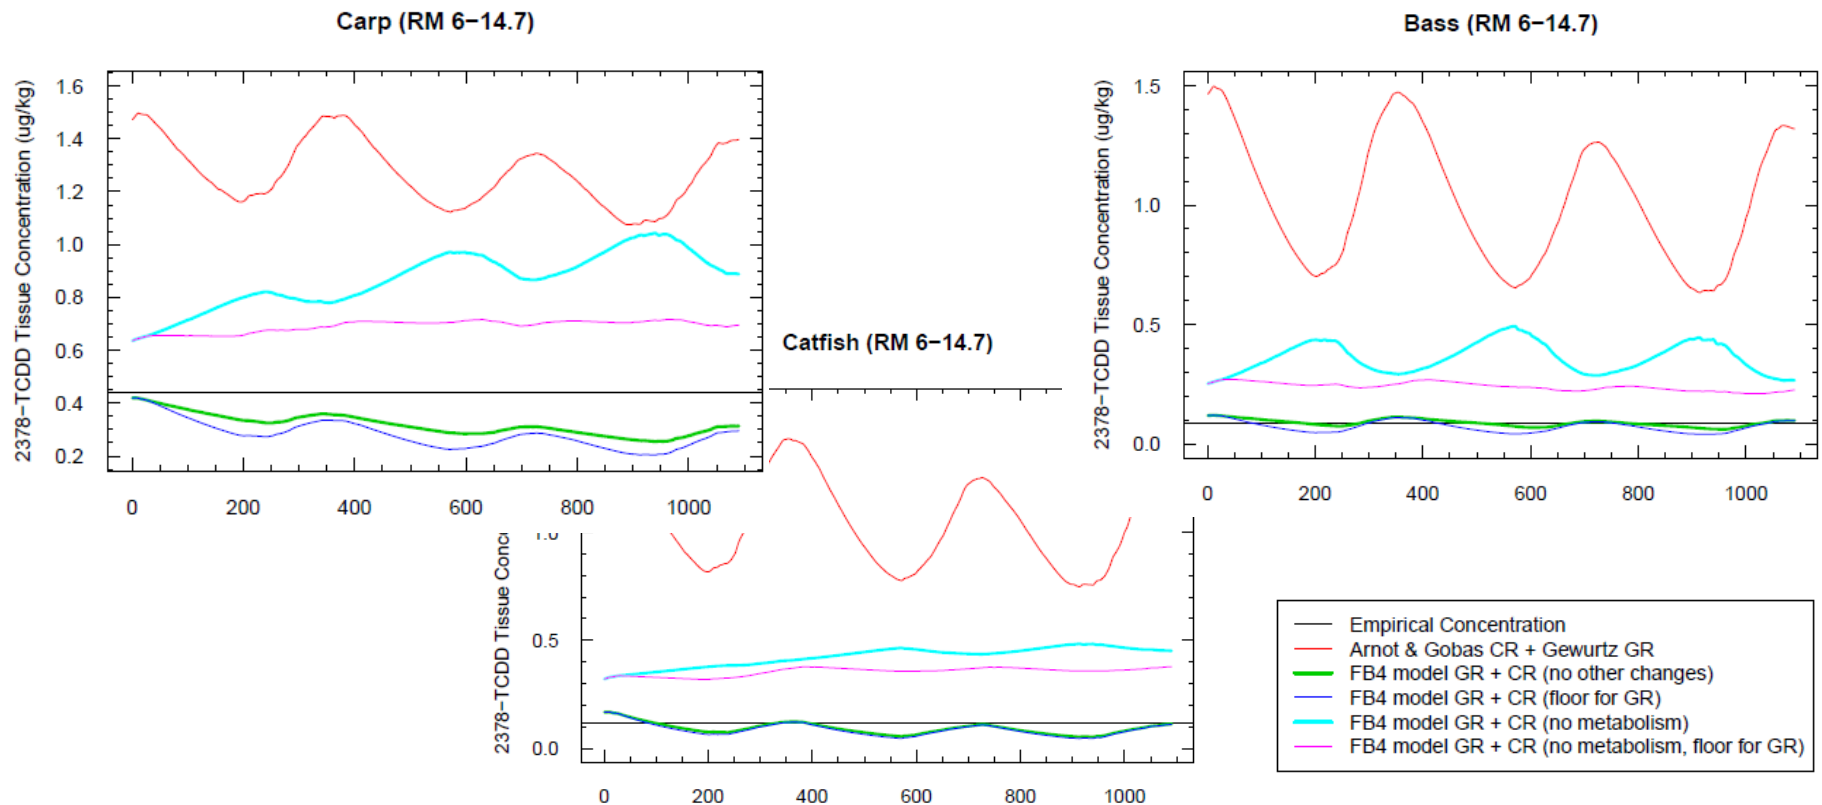 Carp (RM 6−14.7)
2378−TCDD Tissue Concentration (ug/kg)
1.6
1.4
1.2
1.0
0.8
0.6
0.4
0.2
0 200 400 600 800 1000
Catfish (RM 6−14.7)
2378−TCDD Tissue
1.0
0.5
0.0
0 200 400 600 800 1000
Bass (RM 6−14.7)
2378−TCDD Tissue Concentration (ug/kg)
1.5
1.0
0.5
0.0
0 200 400 600 800 1000
Empirical Concentration
Arnot & Gobas CR + Gewurtz GR
FB4 model GR + CR (no other changes)
FB4 model GR + CR (floor for GR)
FB4 model GR + CR (no metabolism)
FB4 model GR + CR (no metabolism, floor for GR)